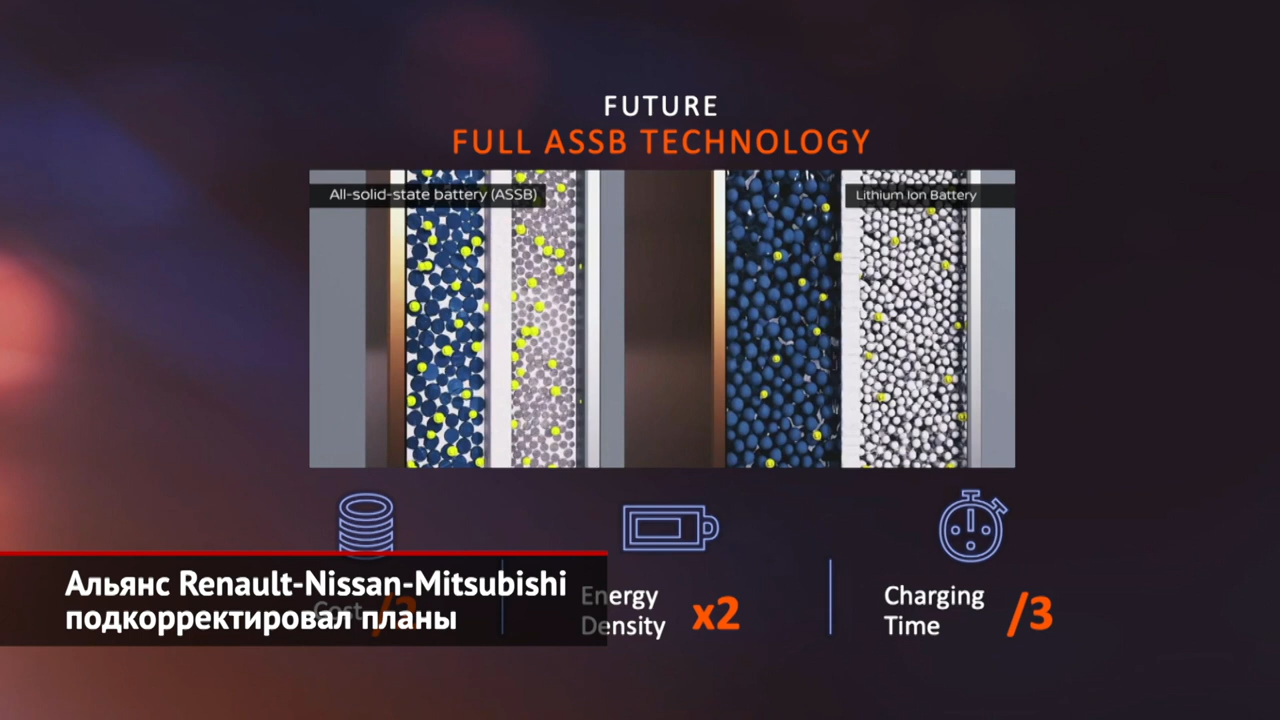 FUTURE
FULL ASSB TECHNOLOGY
All-solid-state battery (ASSB)
Lithium Ion Battery
Альянс Renault-Nissan-Mitsubishi
подкорректировал планы
Cost
Energy
Density
x2
Charging
Time
/3